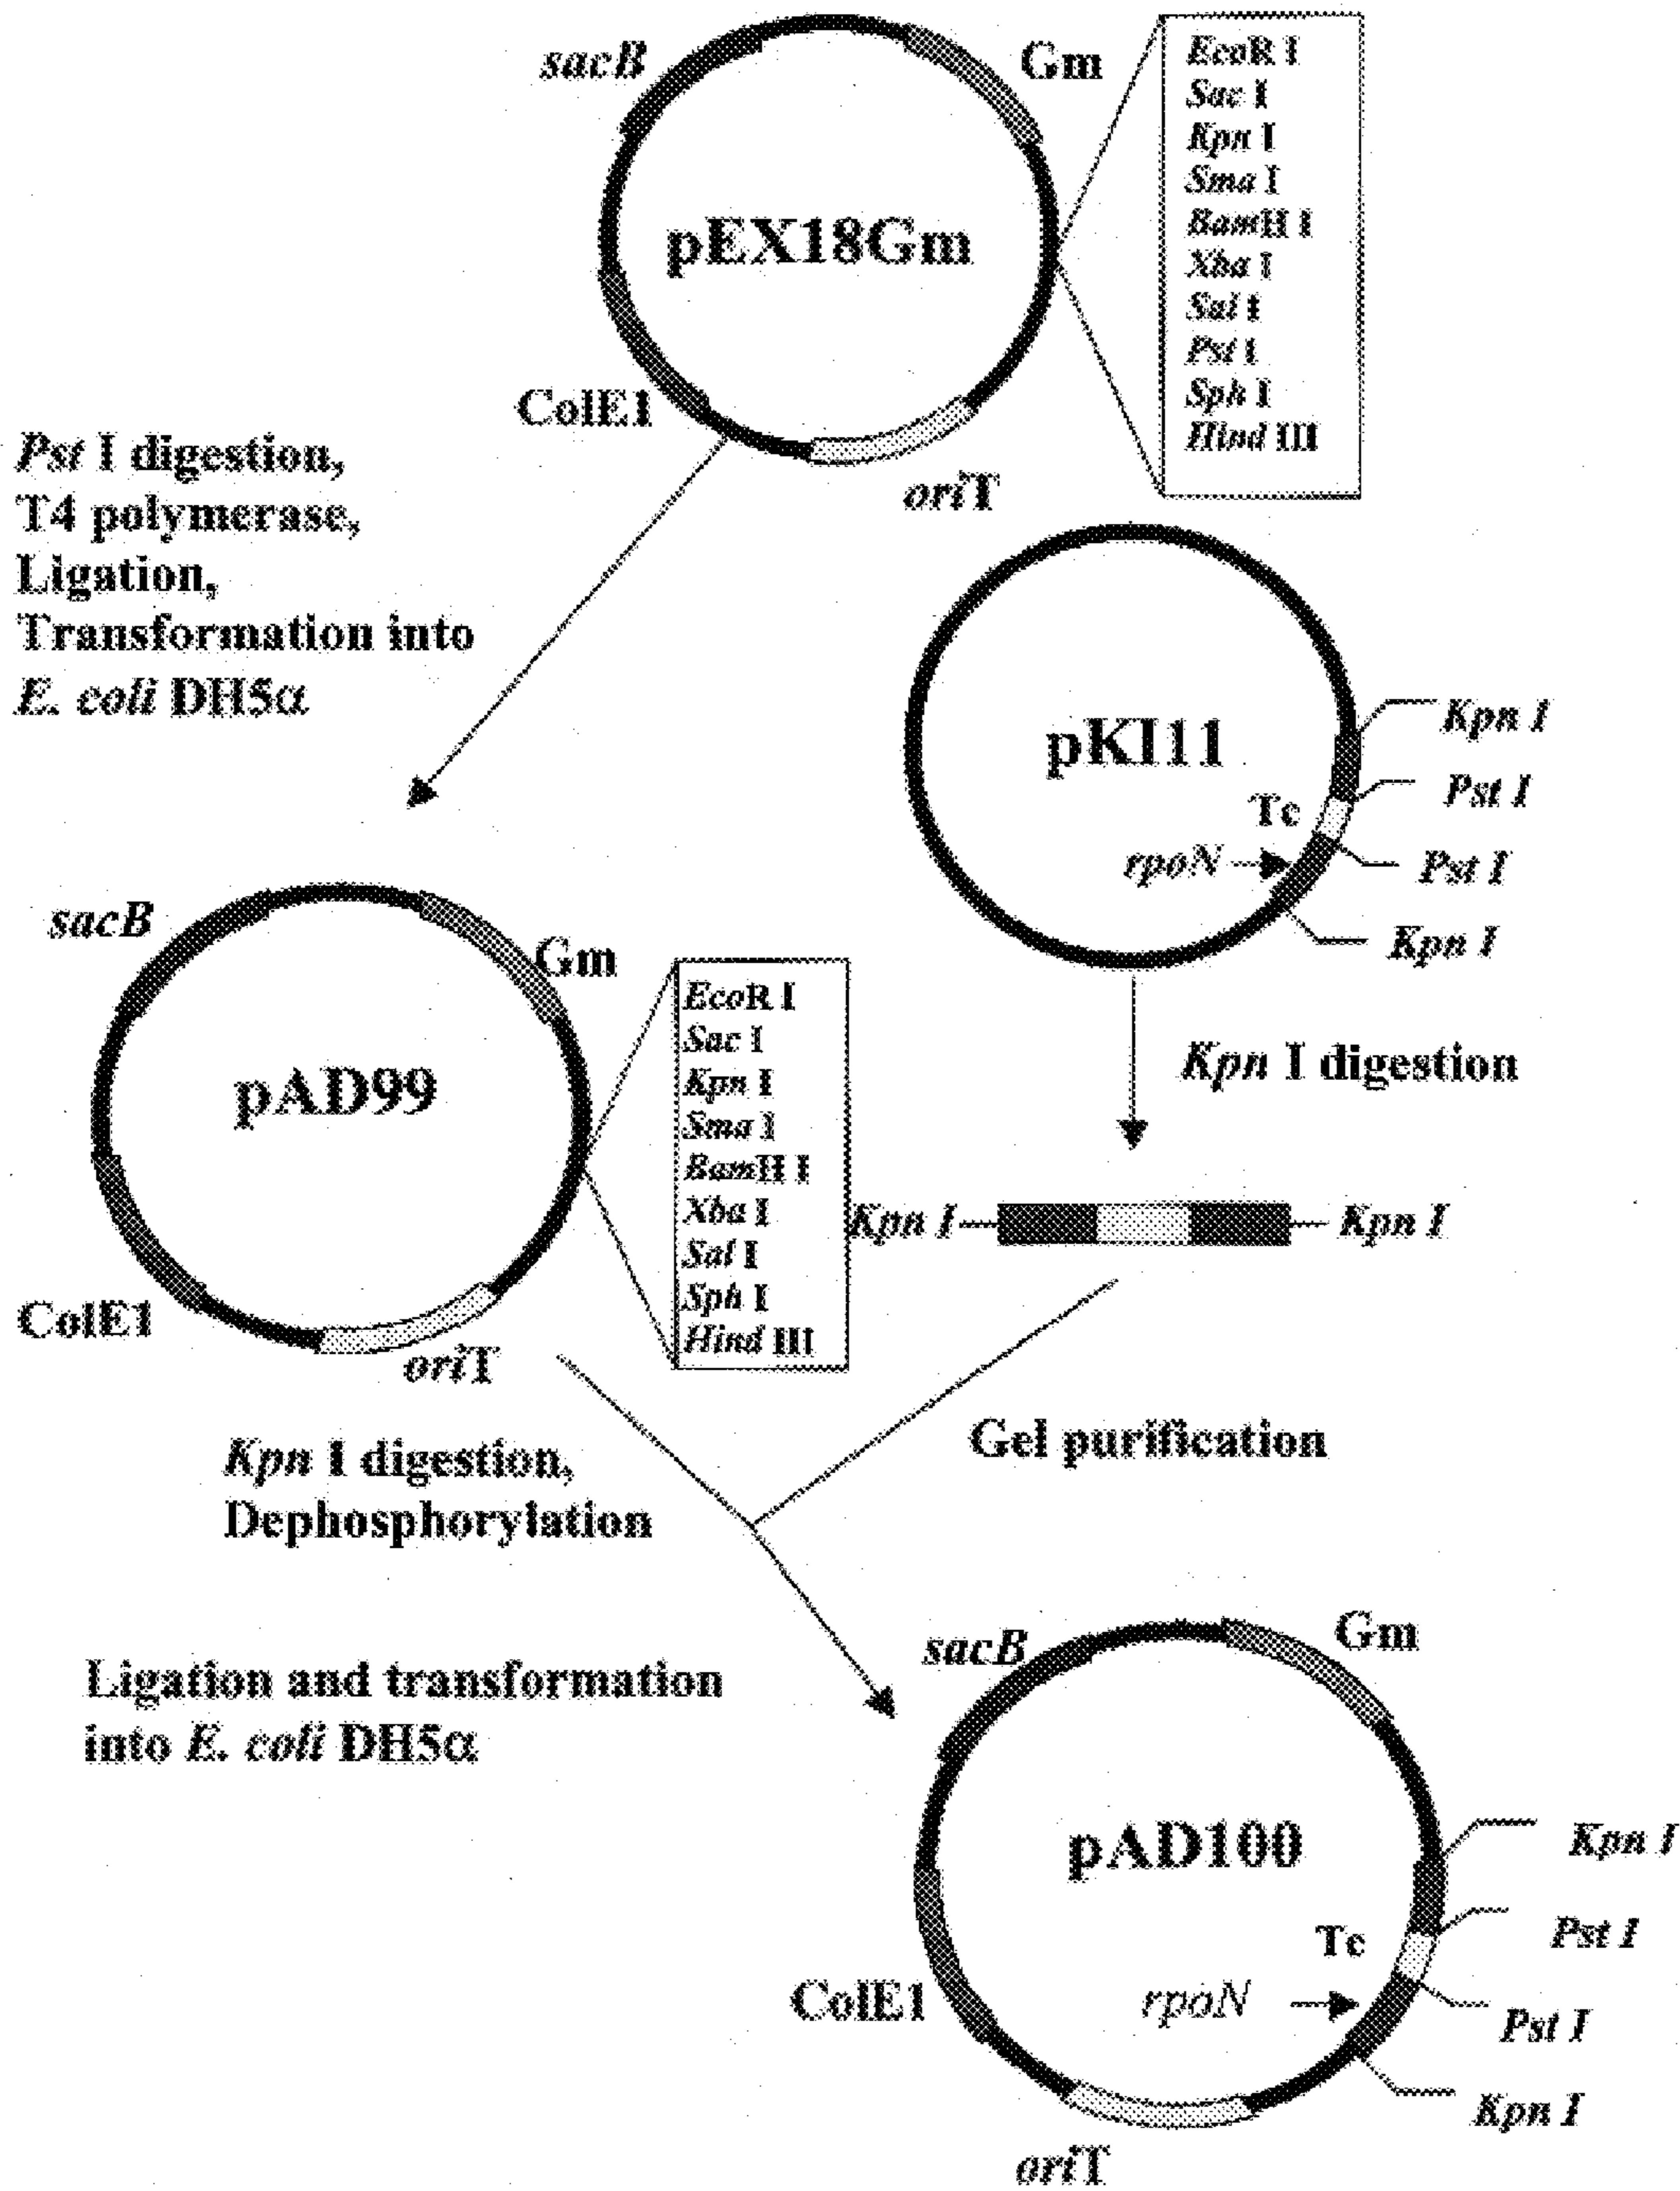 sacB
Gm
pEX18Gm
ColE1
oriT
EcoR I
Sac I
Kpn I
Sma I
BamH I
Xba I
Sal I
Pst I
Sph I
Hind III
Pst I digestion,
T4 polymerase,
Ligation,
Transformation into
E. coli DH5α
pKI11
Kpn I
Pst I
Tc
rpoN
Pst I
Kpn I
Kpn I digestion
sacB
Gm
pAD99
ColE1
oriT
EcoR I
Sac I
Kpn I
Sma I
BamH I
Xba I
Sal I
Sph I
Hind III
Kpn I
Kpn I
Gel purification
Kpn I digestion,
Dephosphorylation
Ligation and transformation
into E. coli DH5α
sacB
Gm
pAD100
Kpn I
Pst I
Tc
rpoN
Pst I
Kpn I
ColE1
oriT